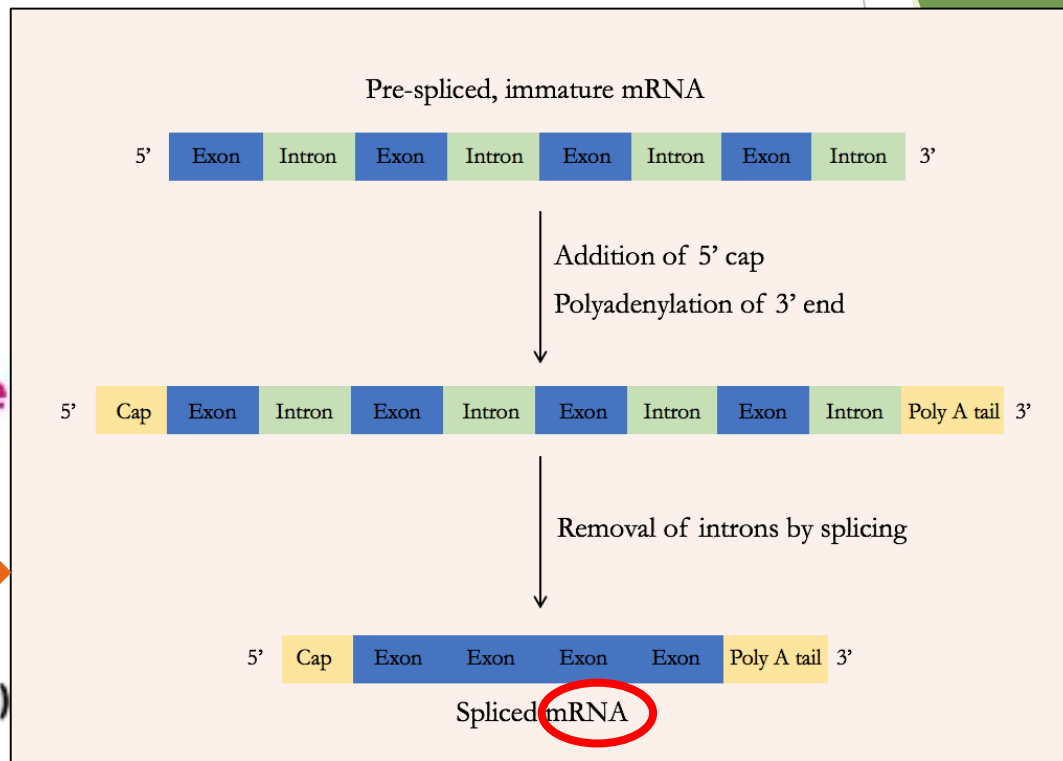 Pre-spliced, immature mRNA
5’ Exon Intron Exon Intron Exon Intron Exon Intron 3’
Addition of 5’ cap
Polyadenylation of 3’ end
e
5’ Cap Exon Intron Exon Intron Exon Intron Exon Intron Poly A tail 3’
Removal of introns by splicing
5’ Cap Exon Exon Exon Exon Poly A tail 3’
)
Spliced mRNA